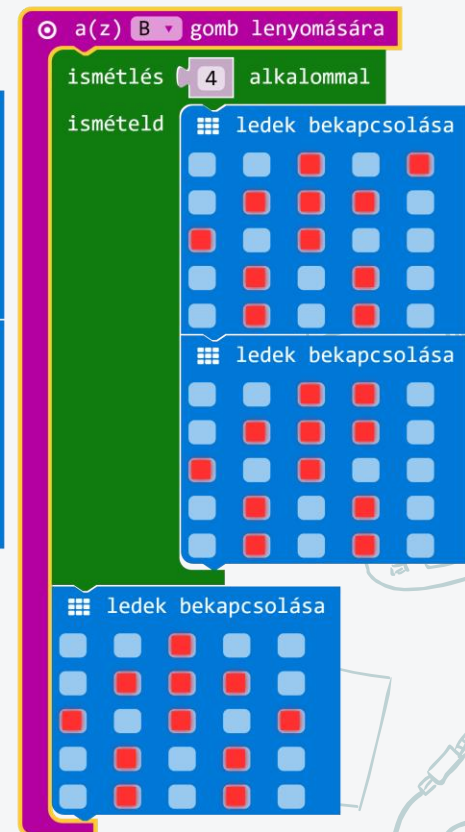 a(z) B gomb lenyomására
ismétlés 4 alkalommal
ismételd
ledek bekapcsolása
ledek bekapcsolása
ledek bekapcsolása